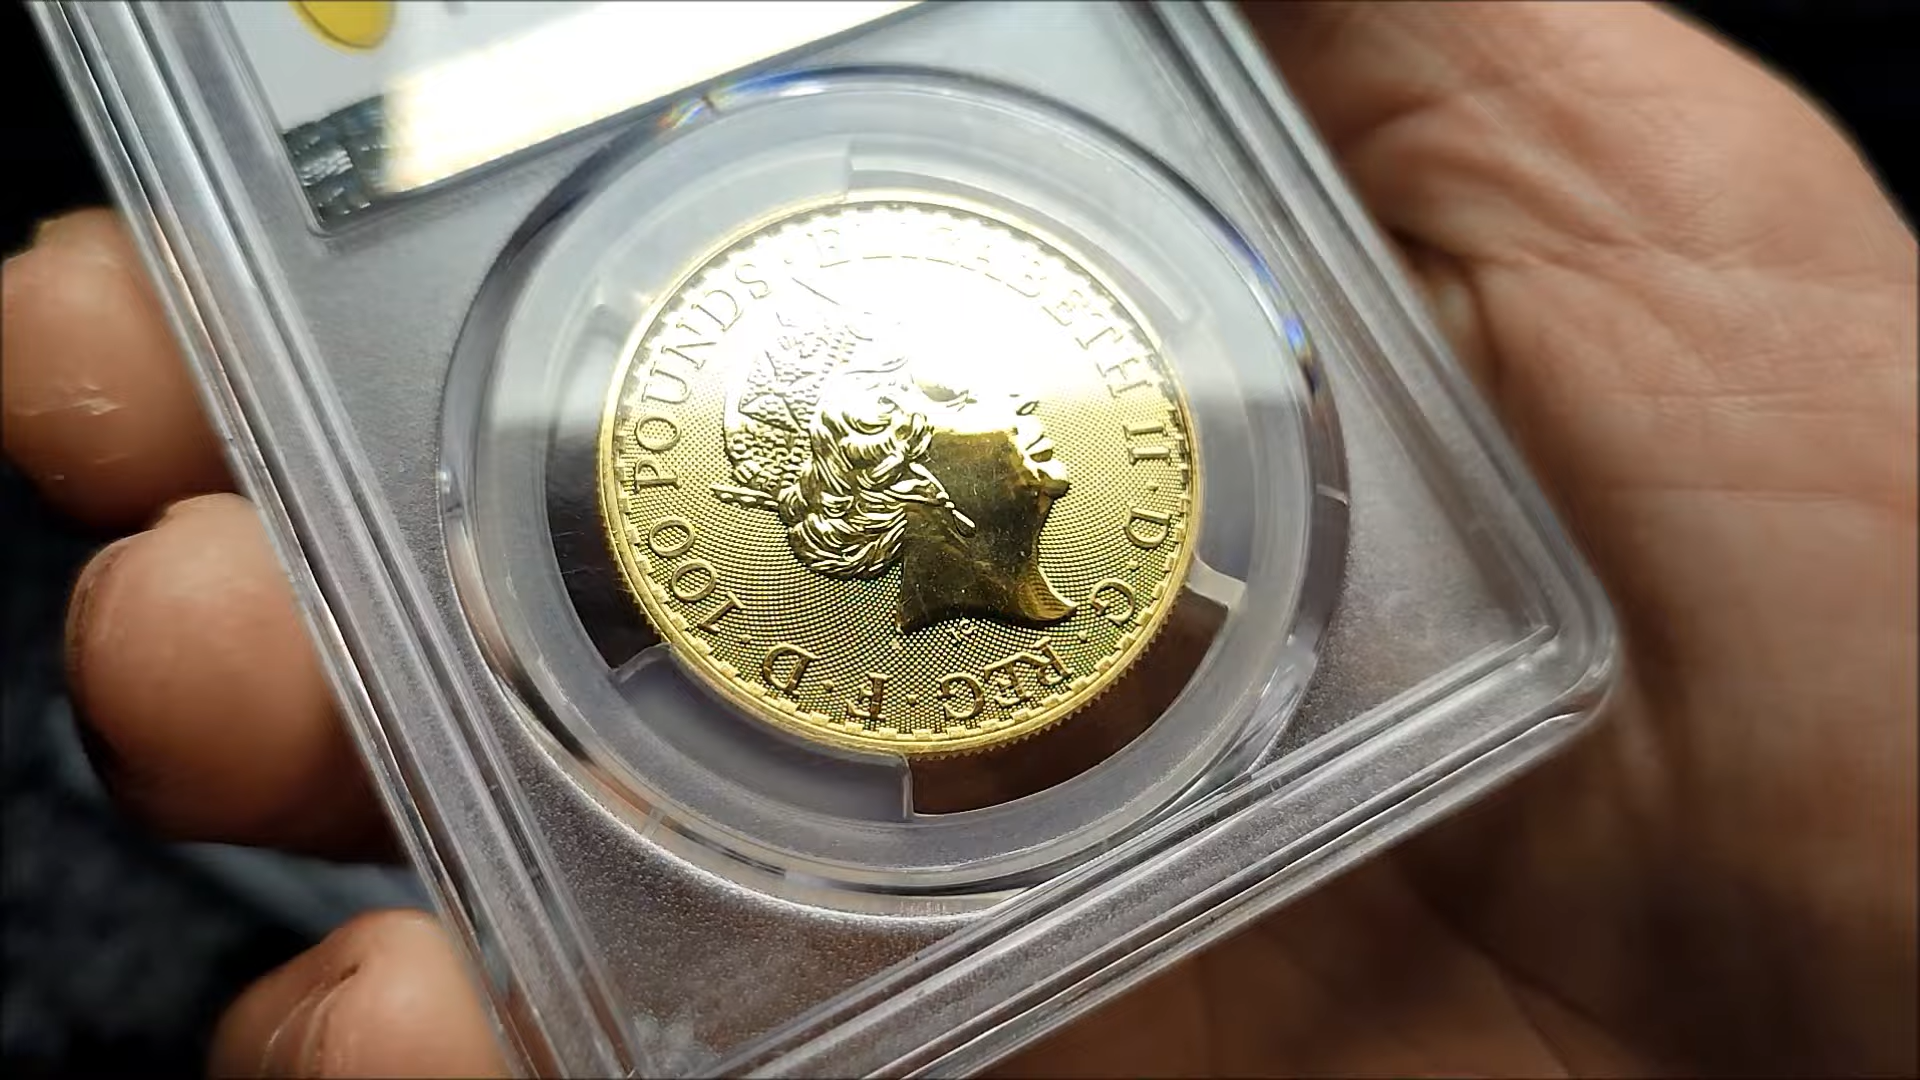 ELIZABETH II · D · G · REG · F · D · 100 POUNDS ·